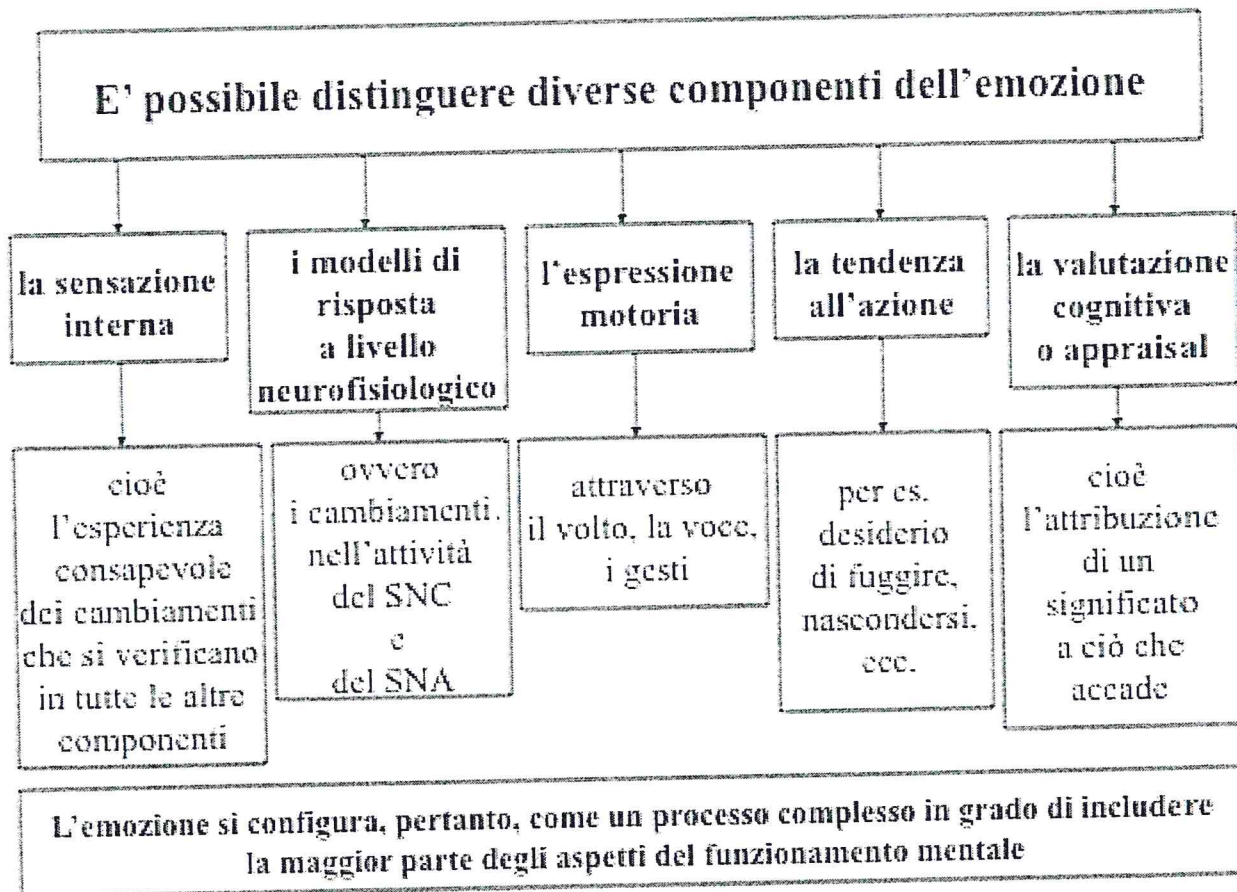 E' possibile distinguere diverse componenti dell'emozione
la sensazione
interna
i modelli di
risposta
a livello
neurofisiologico
l'espressione
motoria
la tendenza
all'azione
la valutazione
cognitiva
o appraisal
cioè
l'esperienza
consapevole
dei cambiamenti
che si verificano
in tutte le altre
componenti
ovvero
i cambiamenti.
nell'attività
del SNC
e
del SNA
attraverso
il volto, la voce,
i gesti
per es.
desiderio
di fuggire,
nascondersi.
ecc.
cioè
l'attribuzione
di un
significato
a ciò che
accade
L'emozione si configura, pertanto, come un processo complesso in grado di includere
la maggior parte degli aspetti del funzionamento mentale